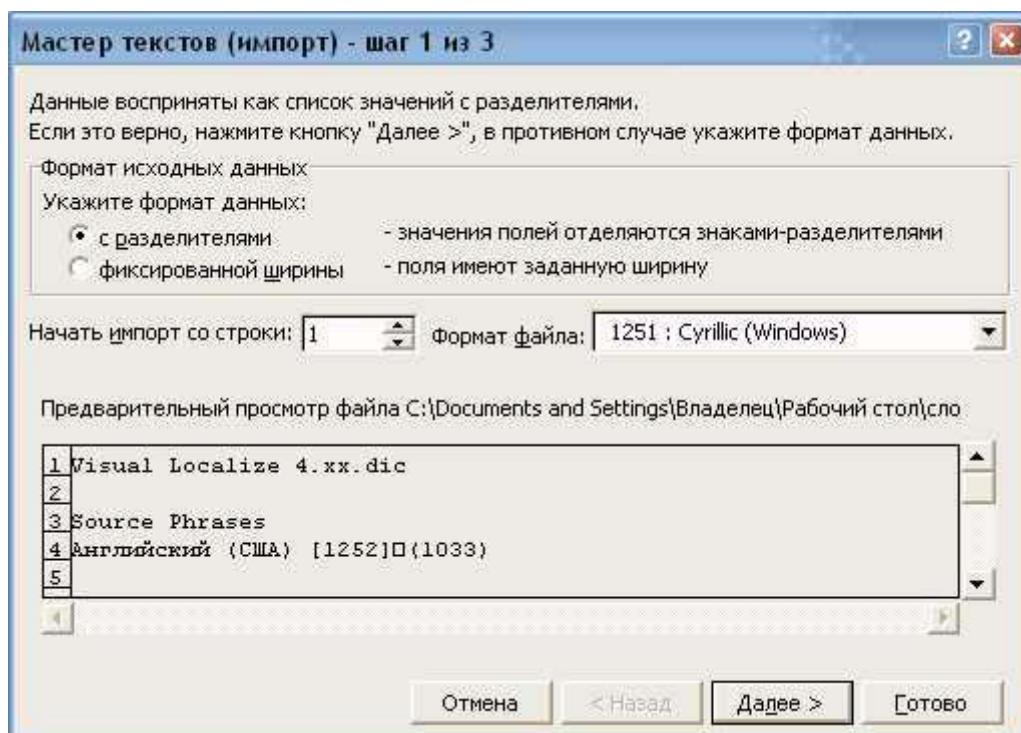 Мастер текстов (импорт) - шаг 1 из 3
Данные восприняты как список значений с разделителями.
Если это верно, нажмите кнопку "Далее >", в противном случае укажите формат данных.
Формат исходных данных
Укажите формат данных:
с разделителями - значения полей отделяются знаками-разделителями
фиксированной ширины - поля имеют заданную ширину
Начать импорт со строки: 1 Формат файла: 1251 : Cyrillic (Windows)
Предварительный просмотр файла C:\Documents and Settings\Владелец\Рабочий стол\сло
1 Visual Localize 4.xx.dic
2
3 Source Phrases
4 Английский (США) [1252]□(1033)
5
Отмена < Назад Далее > Готово